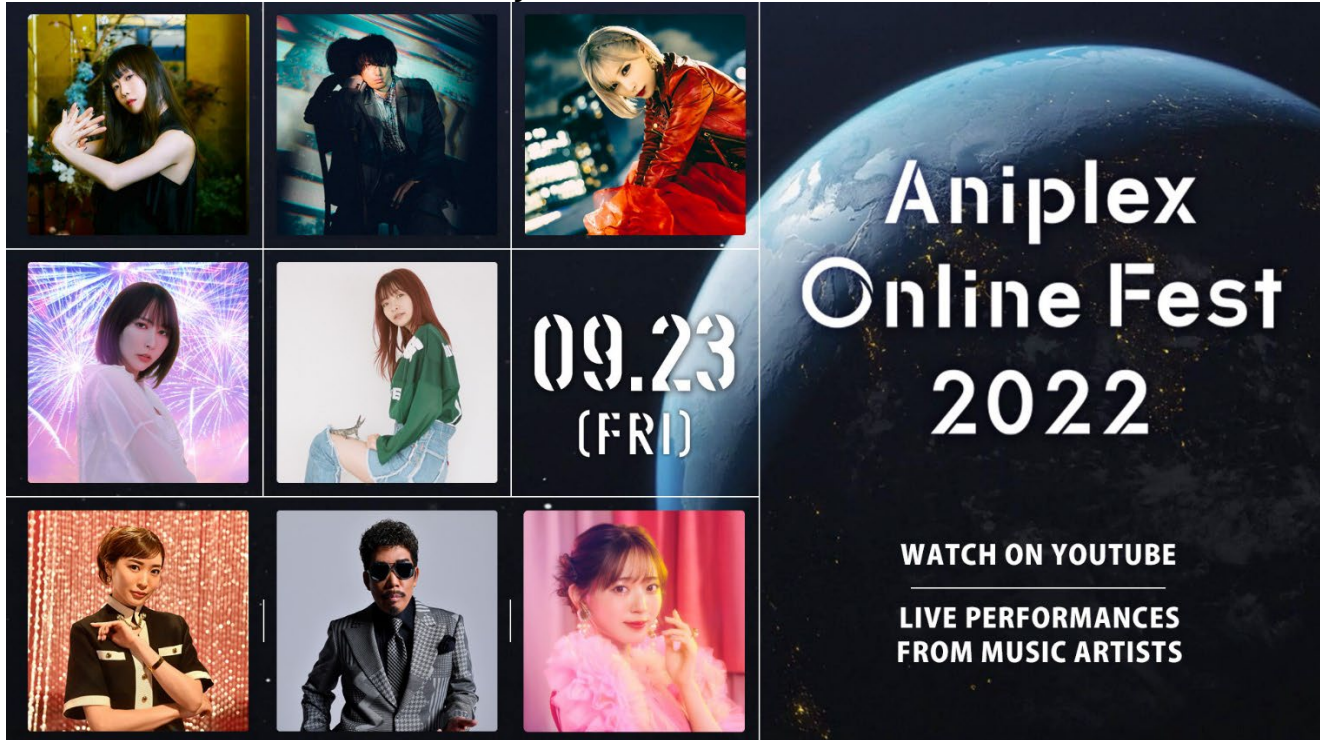 09.23
(FRI)
Aniplex
Online Fest
2022
WATCH ON YOUTUBE
LIVE PERFORMANCES
FROM MUSIC ARTISTS